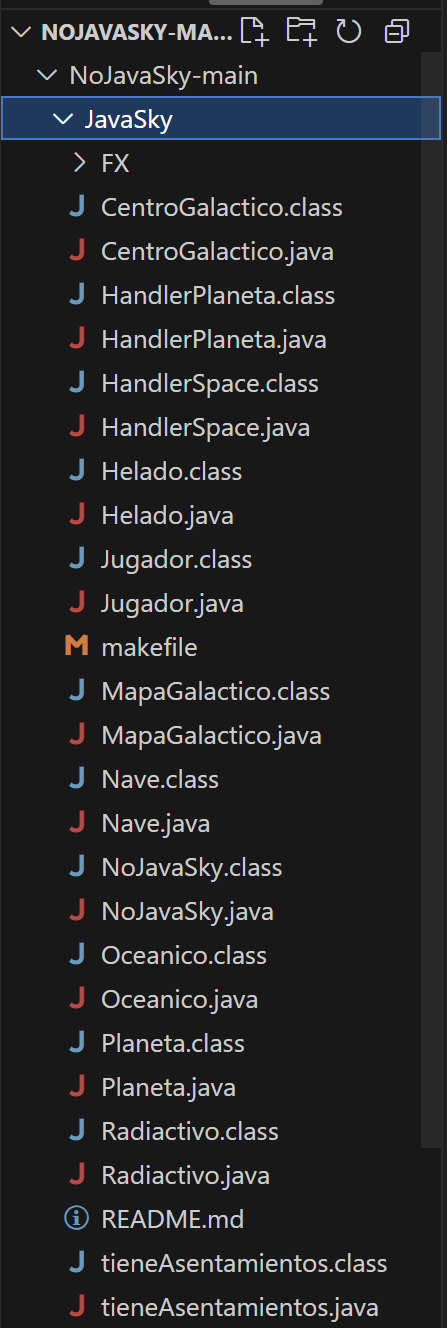 NOJAVASKY-MA...
NoJavaSky-main
JavaSky
FX
J CentroGalactico.class
J CentroGalactico.java
J HandlerPlaneta.class
J HandlerPlaneta.java
J HandlerSpace.class
J HandlerSpace.java
J Helado.class
J Helado.java
J Jugador.class
J Jugador.java
M makefile
J MapaGalactico.class
J MapaGalactico.java
J Nave.class
J Nave.java
J NoJavaSky.class
J NoJavaSky.java
J Oceanico.class
J Oceanico.java
J Planeta.class
J Planeta.java
J Radiactivo.class
J Radiactivo.java
README.md
J tieneAsentamientos.class
J tieneAsentamientos.java